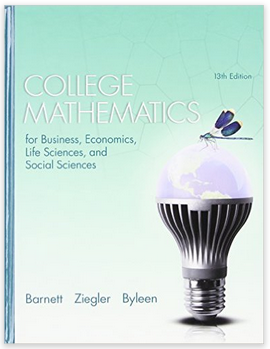 COLLEGE
13th Edition
MATHEMATICS
for Business, Economics,
Life Sciences, and
Social Sciences
Barnett Ziegler Byleen